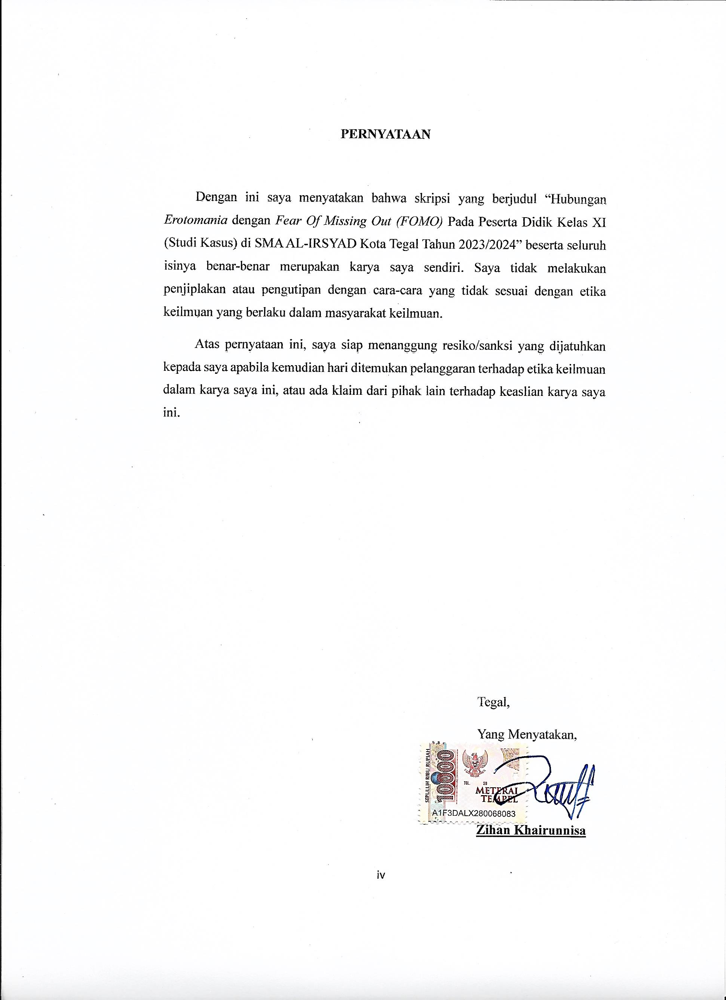 PERNYATAAN
Dengan ini saya menyatakan bahwa skripsi yang berjudul “Hubungan
Erotomania dengan Fear Of Missing Out (FOMO) Pada Peserta Didik Kelas XI
(Studi Kasus) di SMA AL-IRSYAD Kota Tegal Tahun 2023/2024” beserta seluruh
isinya benar-benar merupakan karya saya sendiri. Saya tidak melakukan
penjiplakan atau pengutipan dengan cara-cara yang tidak sesuai dengan etika
keilmuan yang berlaku dalam masyarakat keilmuan.
Atas pernyataan ini, saya siap menanggung resiko/sanksi yang dijatuhkan
kepada saya apabila kemudian hari ditemukan pelanggaran terhadap etika keilmuan
dalam karya saya ini, atau ada klaim dari pihak lain terhadap keaslian karya saya
ini.
Tegal,
Yang Menyatakan,
SEPULUH RIBU RUPIAH
10000
TGL. 20
METERAI
TEMPEL
A1F3DALX280068083
Zihan Khairunnisa
iv